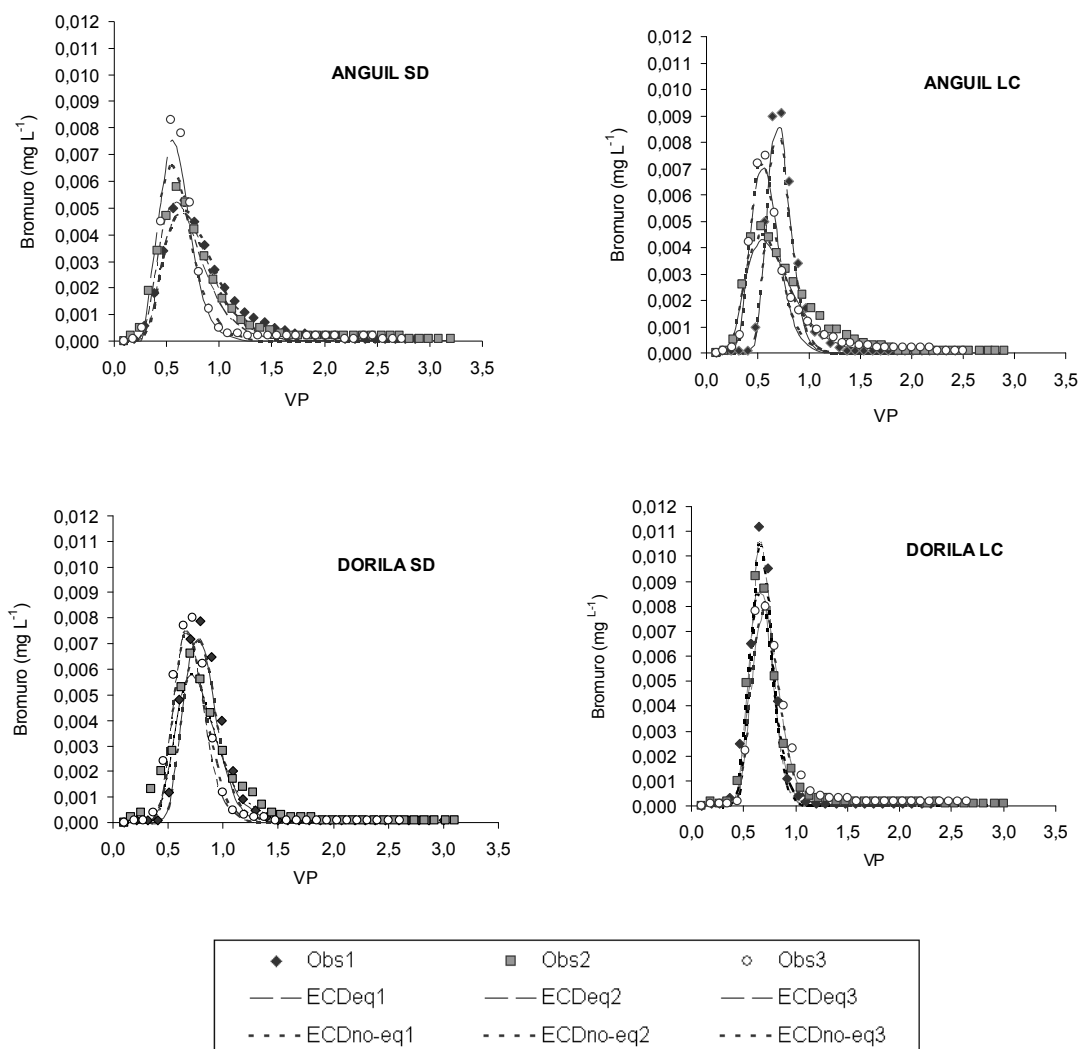 ANGUIL SD
Bromuro (mg L⁻¹)
0,012
0,011
0,010
0,009
0,008
0,007
0,006
0,005
0,004
0,003
0,002
0,001
0,000
0,0 0,5 1,0 1,5 2,0 2,5 3,0 3,5
VP
ANGUIL LC
Bromuro (mg L⁻¹)
0,012
0,011
0,010
0,009
0,008
0,007
0,006
0,005
0,004
0,003
0,002
0,001
0,000
0,0 0,5 1,0 1,5 2,0 2,5 3,0 3,5
VP
DORILA SD
Bromuro (mg L⁻¹)
0,012
0,011
0,010
0,009
0,008
0,007
0,006
0,005
0,004
0,003
0,002
0,001
0,000
0,0 0,5 1,0 1,5 2,0 2,5 3,0 3,5
VP
DORILA LC
Bromuro (mg L⁻¹)
0,012
0,011
0,010
0,009
0,008
0,007
0,006
0,005
0,004
0,003
0,002
0,001
0,000
0,0 0,5 1,0 1,5 2,0 2,5 3,0 3,5
VP
Obs1 Obs2 Obs3
ECDeq1 ECDeq2 ECDeq3
ECDno-eq1 ECDno-eq2 ECDno-eq3